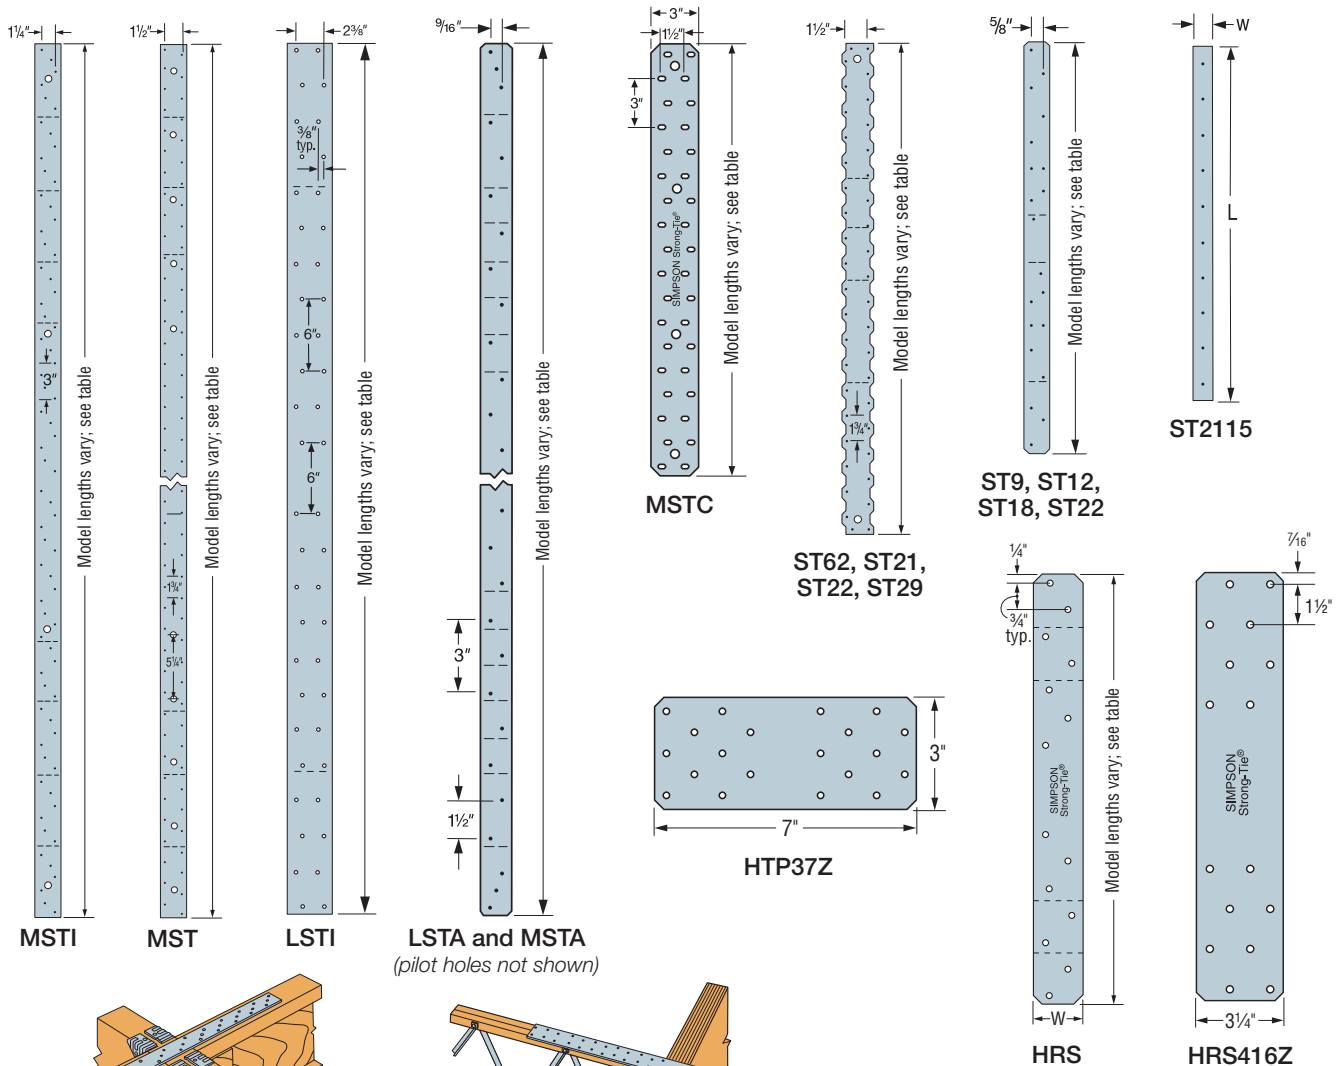 1¼"
1½"
2⅜"
9/16"
3"
1½"
1½"
⅝"
W
3"
⅜"
typ.
Model lengths vary; see table
Model lengths vary; see table
Model lengths vary; see table
Model lengths vary; see table
Model lengths vary; see table
Model lengths vary; see table
Model lengths vary; see table
L
SIMPSON Strong-Tie®
6"
3"
6"
1¾"
1¾"
5¼"
3"
1½"
ST2115
MSTC
ST9, ST12,
ST18, ST22
ST62, ST21,
ST22, ST29
¼"
¾"
typ.
7/16"
1½"
3"
7"
HTP37Z
SIMPSON
Strong-Tie®
Model lengths vary; see table
SIMPSON
Strong-Tie®
MSTI
MST
LSTI
LSTA and MSTA
(pilot holes not shown)
W
3¼"
HRS
HRS416Z